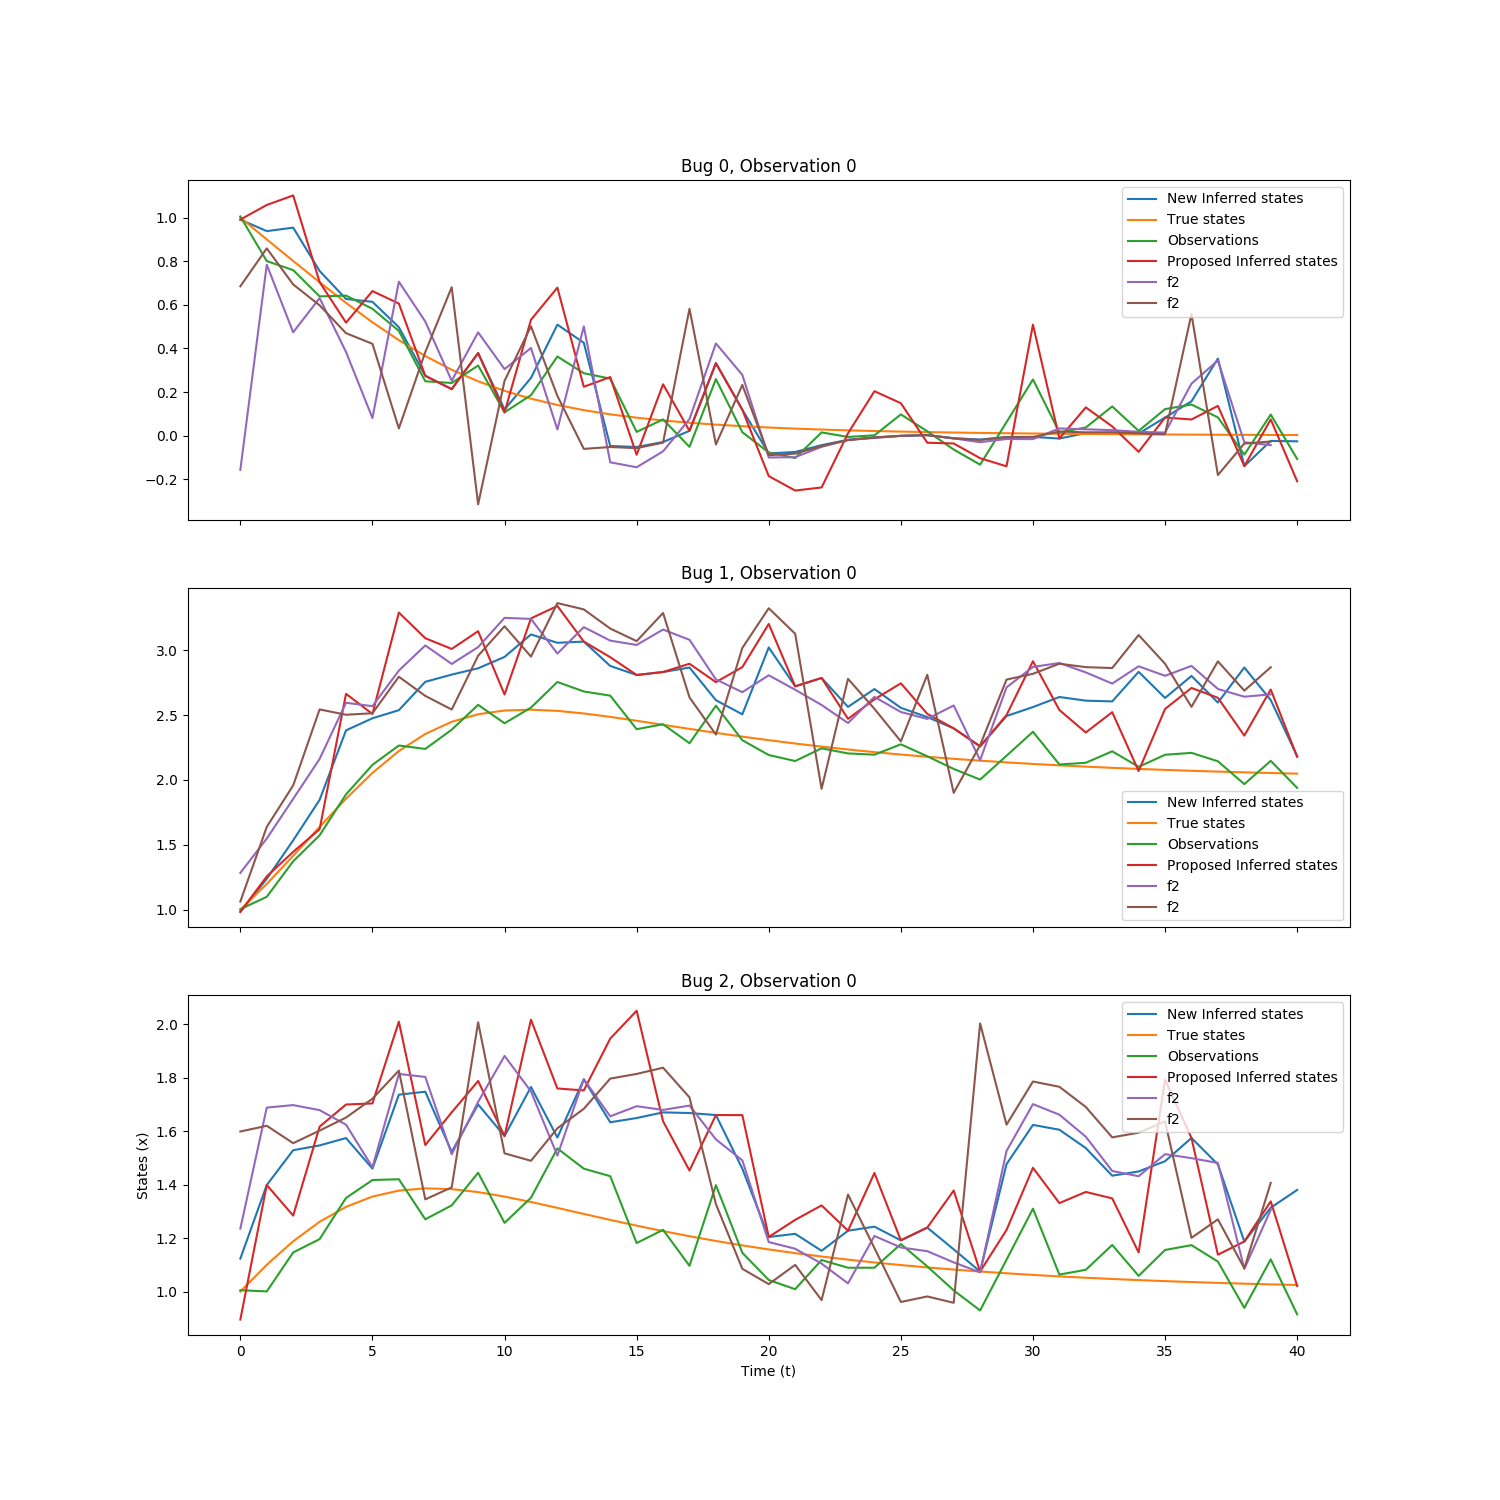 Bug 0, Observation 0
1.0
0.8
0.6
0.4
0.2
0.0
−0.2
New Inferred states
True states
Observations
Proposed Inferred states
f2
f2
Bug 1, Observation 0
3.0
2.5
2.0
1.5
1.0
New Inferred states
True states
Observations
Proposed Inferred states
f2
f2
Bug 2, Observation 0
States (x)
2.0
1.8
1.6
1.4
1.2
1.0
New Inferred states
True states
Observations
Proposed Inferred states
f2
f2
0 5 10 15 20 25 30 35 40
Time (t)